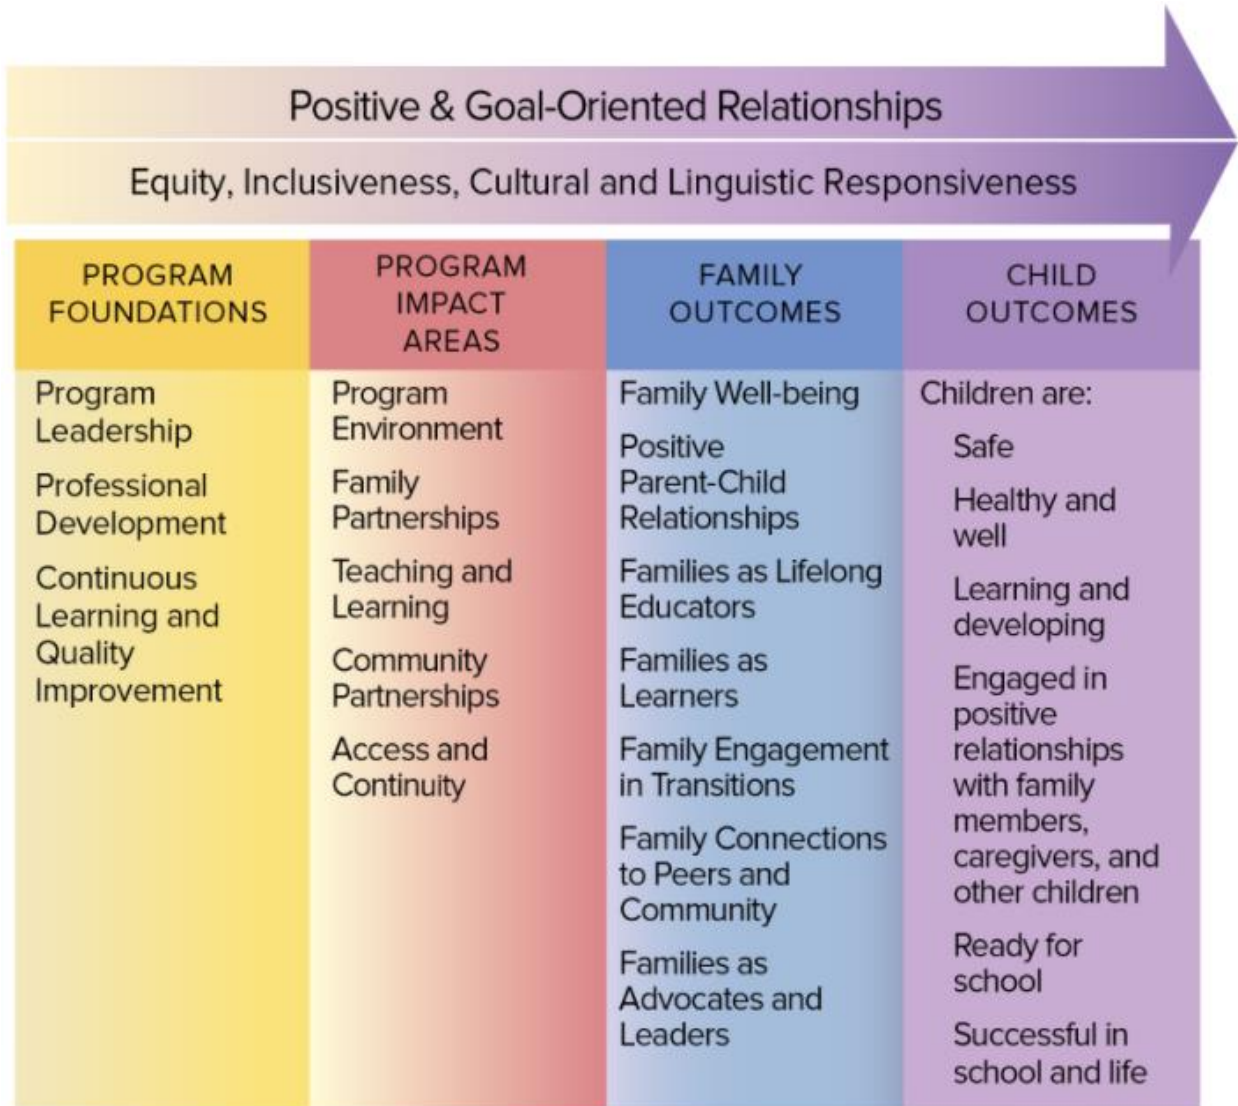 Positive & Goal-Oriented Relationships
Equity, Inclusiveness, Cultural and Linguistic Responsiveness
PROGRAM
FOUNDATIONS
Program
Leadership
Professional
Development
Continuous
Learning and
Quality
Improvement
PROGRAM
IMPACT
AREAS
Program
Environment
Family
Partnerships
Teaching and
Learning
Community
Partnerships
Access and
Continuity
FAMILY
OUTCOMES
Family Well-being
Positive
Parent-Child
Relationships
Families as Lifelong
Educators
Families as
Learners
Family Engagement
in Transitions
Family Connections
to Peers and
Community
Families as
Advocates and
Leaders
CHILD
OUTCOMES
Children are:
Safe
Healthy and
well
Learning and
developing
Engaged in
positive
relationships
with family
members,
caregivers, and
other children
Ready for
school
Successful in
school and life